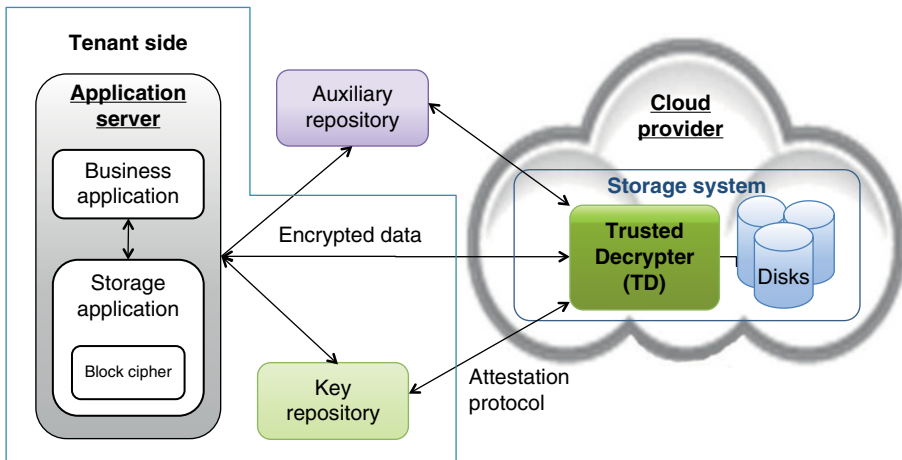 Tenant side
Application
server
Business
application
Storage
application
Block cipher
Auxiliary
repository
Encrypted data
Key
repository
Attestation
protocol
Cloud
provider
Storage system
Trusted
Decrypter
(TD)
Disks